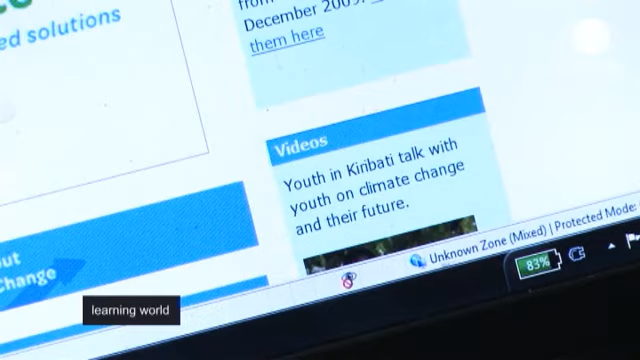 ed solutions
December 2009.
them here
Videos
Youth in Kiribati talk with
youth on climate change
and their future.
out
Change
Unknown Zone (Mixed) | Protected Mode:
83%
learning world